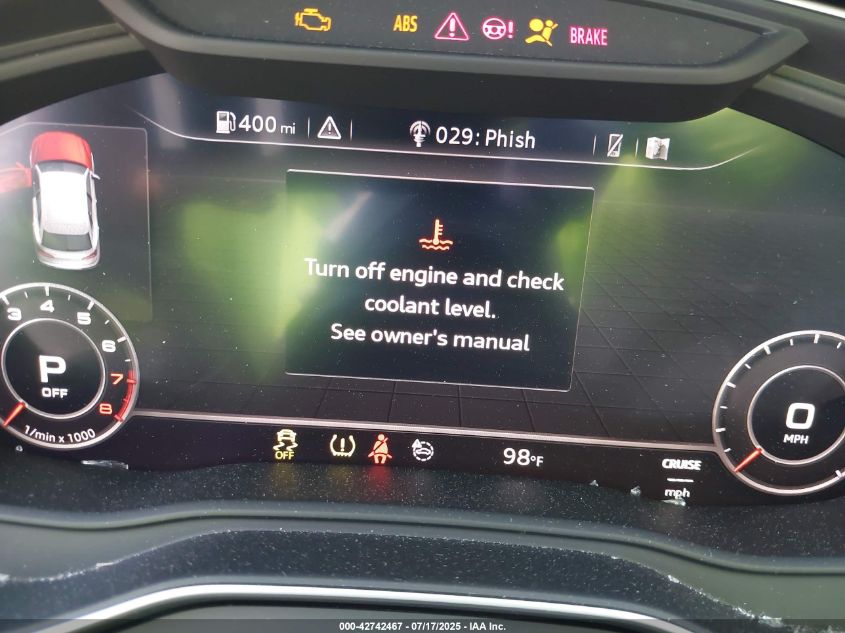 ABS
BRAKE
400 mi
029: Phish
Turn off engine and check
coolant level.
See owner's manual
3 4 5 6 7 8
P
OFF
1/min x 1000
0
MPH
OFF
98°F
CRUISE
mph
000-42742467 - 07/17/2025 - IAA Inc.